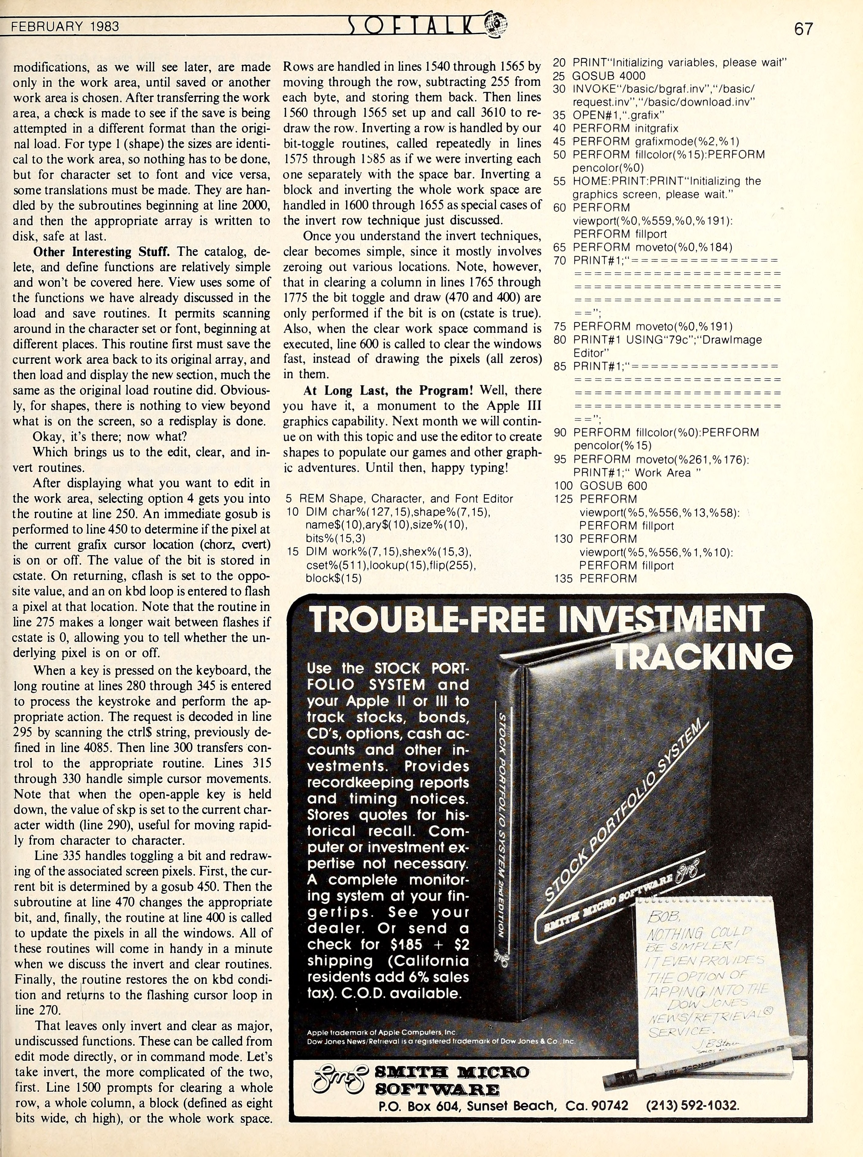 FEBRUARY 1983
SOFTALK
67
modifications, as we will see later, are made
only in the work area, until saved or another
work area is chosen. After transferring the work
area, a check is made to see if the save is being
attempted in a different format than the origi-
nal load. For type 1 (shape) the sizes are identi-
cal to the work area, so nothing has to be done,
but for character set to font and vice versa,
some translations must be made. They are han-
dled by the subroutines beginning at line 2000,
and then the appropriate array is written to
disk, safe at last.
Other Interesting Stuff. The catalog, de-
lete, and define functions are relatively simple
and won't be covered here. View uses some of
the functions we have already discussed in the
load and save routines. It permits scanning
around in the character set or font, beginning at
different places. This routine first must save the
current work area back to its original array, and
then load and display the new section, much the
same as the original load routine did. Obvious-
ly, for shapes, there is nothing to view beyond
what is on the screen, so a redisplay is done.
Okay, it's there; now what?
Which brings us to the edit, clear, and in-
vert routines.
After displaying what you want to edit in
the work area, selecting option 4 gets you into
the routine at line 250. An immediate gosub is
performed to line 450 to determine if the pixel at
the current grafix cursor location (chorz, cvert)
is on or off. The value of the bit is stored in
cstate. On returning, cflash is set to the oppo-
site value, and an on kbd loop is entered to flash
a pixel at that location. Note that the routine in
line 275 makes a longer wait between flashes if
cstate is 0, allowing you to tell whether the un-
derlying pixel is on or off.
When a key is pressed on the keyboard, the
long routine at lines 280 through 345 is entered
to process the keystroke and perform the ap-
propriate action. The request is decoded in line
295 by scanning the ctrl$ string, previously de-
fined in line 4085. Then line 300 transfers con-
trol to the appropriate routine. Lines 315
through 330 handle simple cursor movements.
Note that when the open-apple key is held
down, the value of skp is set to the current char-
acter width (line 290), useful for moving rapid-
ly from character to character.
Line 335 handles toggling a bit and redraw-
ing of the associated screen pixels. First, the cur-
rent bit is determined by a gosub 450. Then the
subroutine at line 470 changes the appropriate
bit, and, finally, the routine at line 400 is called
to update the pixels in all the windows. All of
these routines will come in handy in a minute
when we discuss the invert and clear routines.
Finally, the routine restores the on kbd condi-
tion and returns to the flashing cursor loop in
line 270.
That leaves only invert and clear as major,
undiscussed functions. These can be called from
edit mode directly, or in command mode. Let's
take invert, the more complicated of the two,
first. Line 1500 prompts for clearing a whole
row, a whole column, a block (defined as eight
bits wide, ch high), or the whole work space.
Rows are handled in lines 1540 through 1565 by
moving through the row, subtracting 255 from
each byte, and storing them back. Then lines
1560 through 1565 set up and call 3610 to re-
draw the row. Inverting a row is handled by our
bit-toggle routines, called repeatedly in lines
1575 through 1585 as if we were inverting each
one separately with the space bar. Inverting a
block and inverting the whole work space are
handled in 1600 through 1655 as special cases of
the invert row technique just discussed.
Once you understand the invert techniques,
clear becomes simple, since it mostly involves
zeroing out various locations. Note, however,
that in clearing a column in lines 1765 through
1775 the bit toggle and draw (470 and 400) are
only performed if the bit is on (cstate is true).
Also, when the clear work space command is
executed, line 600 is called to clear the windows
fast, instead of drawing the pixels (all zeros)
in them.
At Long Last, the Program! Well, there
you have it, a monument to the Apple III
graphics capability. Next month we will contin-
ue on with this topic and use the editor to create
shapes to populate our games and other graph-
ic adventures. Until then, happy typing!
5 REM Shape, Character, and Font Editor
10 DIM char%(127,15),shape%(7,15),
name$(10),ary$(10),size%(10),
bits%(15,3)
15 DIM work%(7,15),shex%(15,3),
cset%(511),lookup(15),flip(255),
block$(15)
20 PRINT"Initializing variables, please wait"
25 GOSUB 4000
30 INVOKE"/basic/bgraf.inv","/basic/
request.inv","/basic/download.inv"
35 OPEN#1,".grafix"
40 PERFORM initgrafix
45 PERFORM grafixmode(%2,%1)
50 PERFORM fillcolor(%15):PERFORM
pencolor(%0)
55 HOME:PRINT:PRINT"Initializing the
graphics screen, please wait."
60 PERFORM
viewport(%0,%559,%0,%191):
PERFORM fillport
65 PERFORM moveto(%0,%184)
70 PRINT#1;"===============
=====================
=====================
=====================
==";
75 PERFORM moveto(%0,%191)
80 PRINT#1 USING"79c";"DrawImage
Editor"
85 PRINT#1;"===============
=====================
=====================
=====================
==";
90 PERFORM fillcolor(%0):PERFORM
pencolor(%15)
95 PERFORM moveto(%261,%176):
PRINT#1;" Work Area "
100 GOSUB 600
125 PERFORM
viewport(%5,%556,%13,%58):
PERFORM fillport
130 PERFORM
viewport(%5,%556,%1,%10):
PERFORM fillport
135 PERFORM
TROUBLE-FREE INVESTMENT
TRACKING
Use the STOCK PORT-
FOLIO SYSTEM and
your Apple II or III to
track stocks, bonds,
CD's, options, cash ac-
counts and other in-
vestments. Provides
recordkeeping reports
and timing notices.
Stores quotes for his-
torical recall. Com-
puter or investment ex-
pertise not necessary.
A complete monitor-
ing system at your fin-
gertips. See your
dealer. Or send a
check for $185 + $2
shipping (California
residents add 6% sales
tax). C.O.D. available.
STOCK PORTFOLIO SYSTEM 2nd EDITION
STOCK PORTFOLIO SYSTEM
SMITH MICRO SOFTWARE
BOB,
NOTHING COULD
BE SIMPLER!
IT EVEN PROVIDES
THE OPTION OF
TAPPING INTO THE
DOW JONES
NEWS/RETRIEVAL®
SERVICE.
Apple trademark of Apple Computers, Inc.
Dow Jones News/Retrieval is a registered trademark of Dow Jones & Co., Inc.
SMITH MICRO
SOFTWARE
P.O. Box 604, Sunset Beach, Ca. 90742 (213) 592-1032.